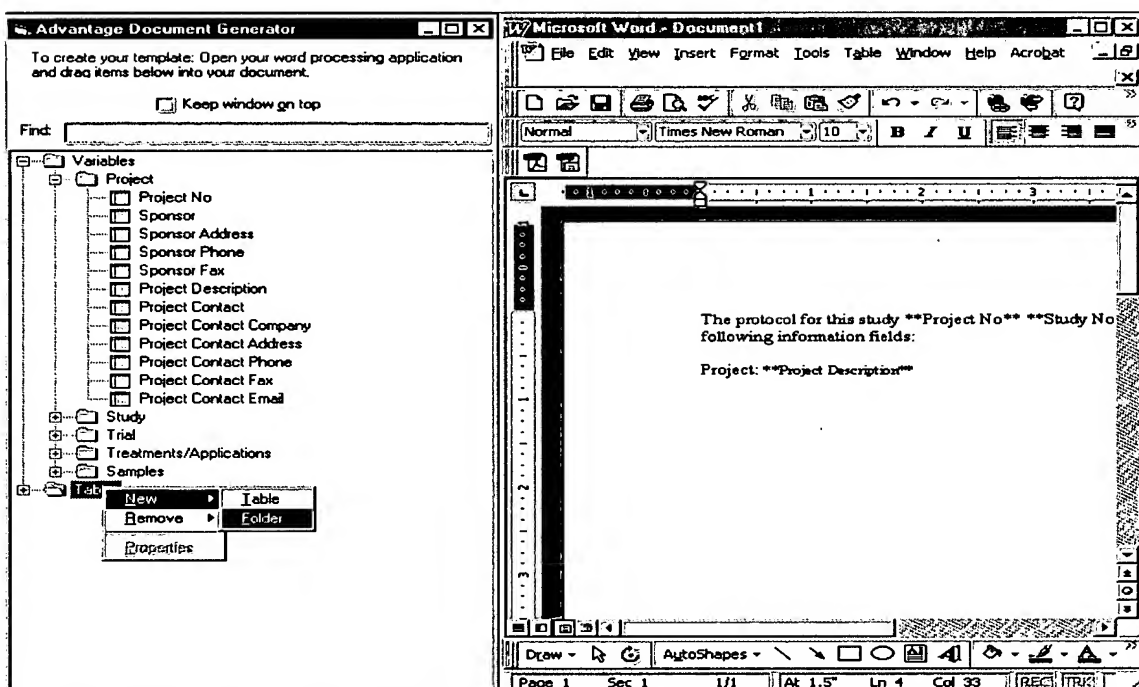 Advantage Document Generator
To create your template: Open your word processing application
and drag items below into your document.
Keep window on top
Find:
Variables
Project
Project No
Sponsor
Sponsor Address
Sponsor Phone
Sponsor Fax
Project Description
Project Contact
Project Contact Company
Project Contact Address
Project Contact Phone
Project Contact Fax
Project Contact Email
Study
Trial
Treatments/Applications
Samples
New
Table
Remove
Folder
Properties
Microsoft Word - Document1
File Edit View Insert Format Tools Table Window Help Acrobat
Normal Times New Roman 10 B I U
1 2 3
The protocol for this study **Project No** **Study No
following information fields:
Project: **Project Description**
1
2
3
Draw AutoShapes
Page 1 Sec 1 1/1 At 1.5" Ln 4 Col 33 REC TRK